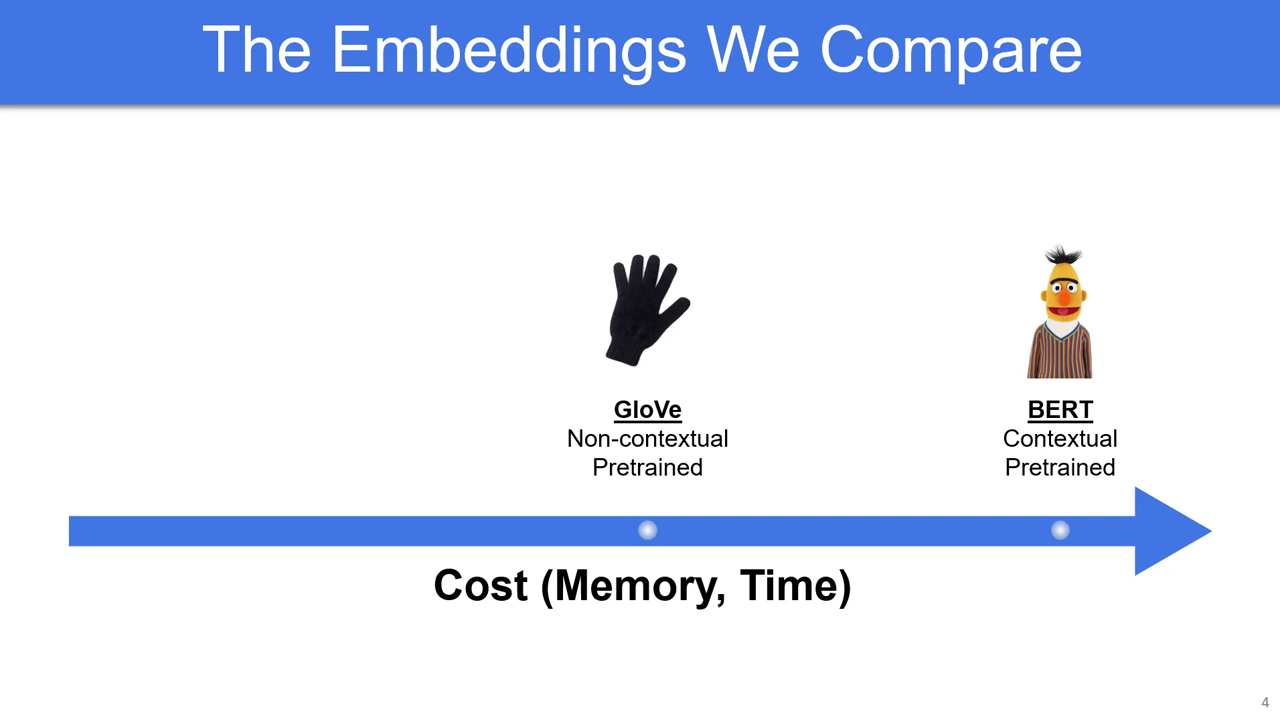 The Embeddings We Compare
GloVe
Non-contextual
Pretrained
BERT
Contextual
Pretrained
Cost (Memory, Time)
4